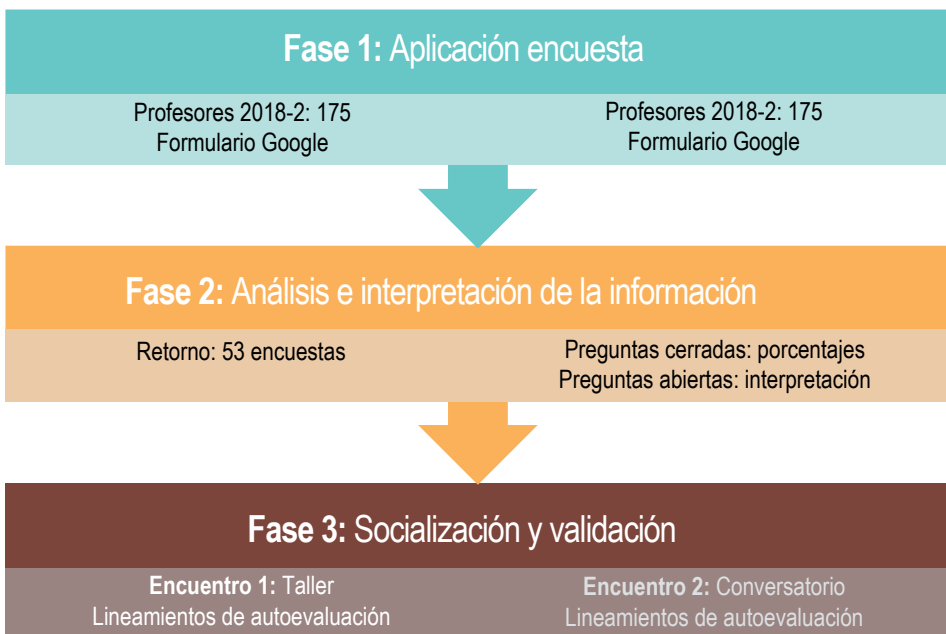 Fase 1: Aplicación encuesta
Profesores 2018-2: 175
Formulario Google
Profesores 2018-2: 175
Formulario Google
Fase 2: Análisis e interpretación de la información
Retorno: 53 encuestas
Preguntas cerradas: porcentajes
Preguntas abiertas: interpretación
Fase 3: Socialización y validación
Encuentro 1: Taller
Lineamientos de autoevaluación
Encuentro 2: Conversatorio
Lineamientos de autoevaluación